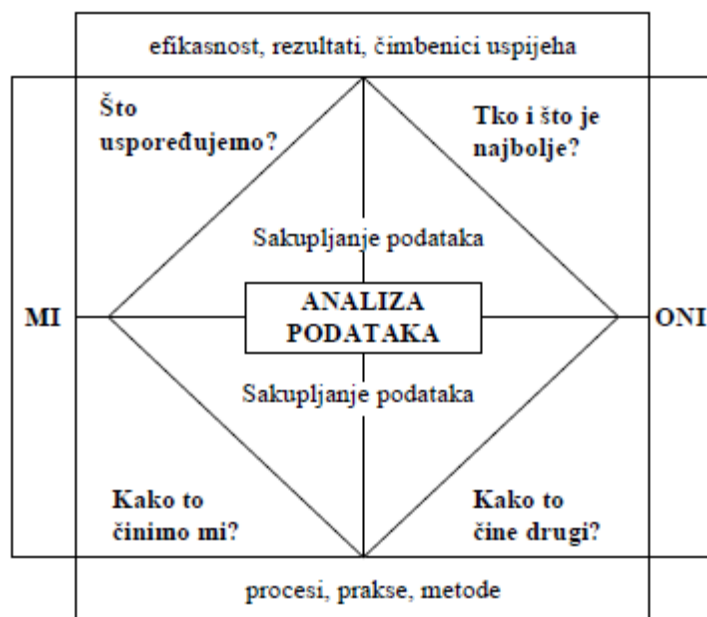 efikasnost, rezultati, čimbenici uspijeha
Što
uspoređujemo?
Tko i što je
najbolje?
Sakupljanje podataka
MI
ANALIZA
PODATAKA
ONI
Sakupljanje podataka
Kako to
činimo mi?
Kako to
čine drugi?
procesi, prakse, metode